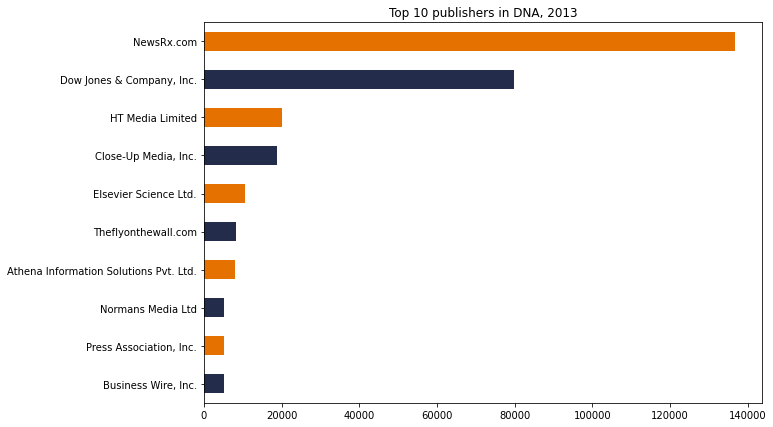 Top 10 publishers in DNA, 2013
NewsRx.com
Dow Jones & Company, Inc.
HT Media Limited
Close-Up Media, Inc.
Elsevier Science Ltd.
Theflyonthewall.com
Athena Information Solutions Pvt. Ltd.
Normans Media Ltd
Press Association, Inc.
Business Wire, Inc.
0 20000 40000 60000 80000 100000 120000 140000